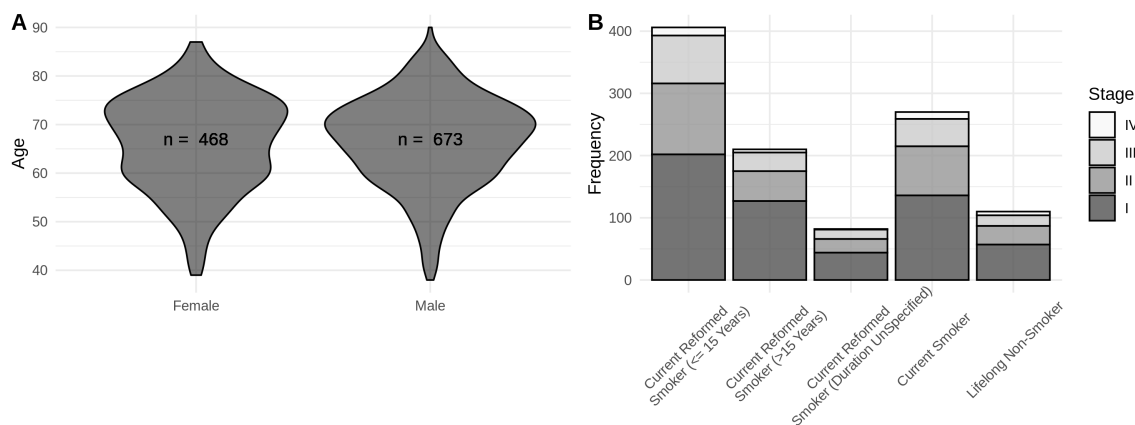 A
Age
90
80
70
60
50
40
n = 468
n = 673
Female
Male
B
Frequency
400
300
200
100
0
Current Reformed
Smoker (<= 15 Years)
Current Reformed
Smoker (>15 Years)
Current Reformed
Smoker (Duration UnSpecified)
Current Smoker
Lifelong Non-Smoker
Stage
IV
III
II
I